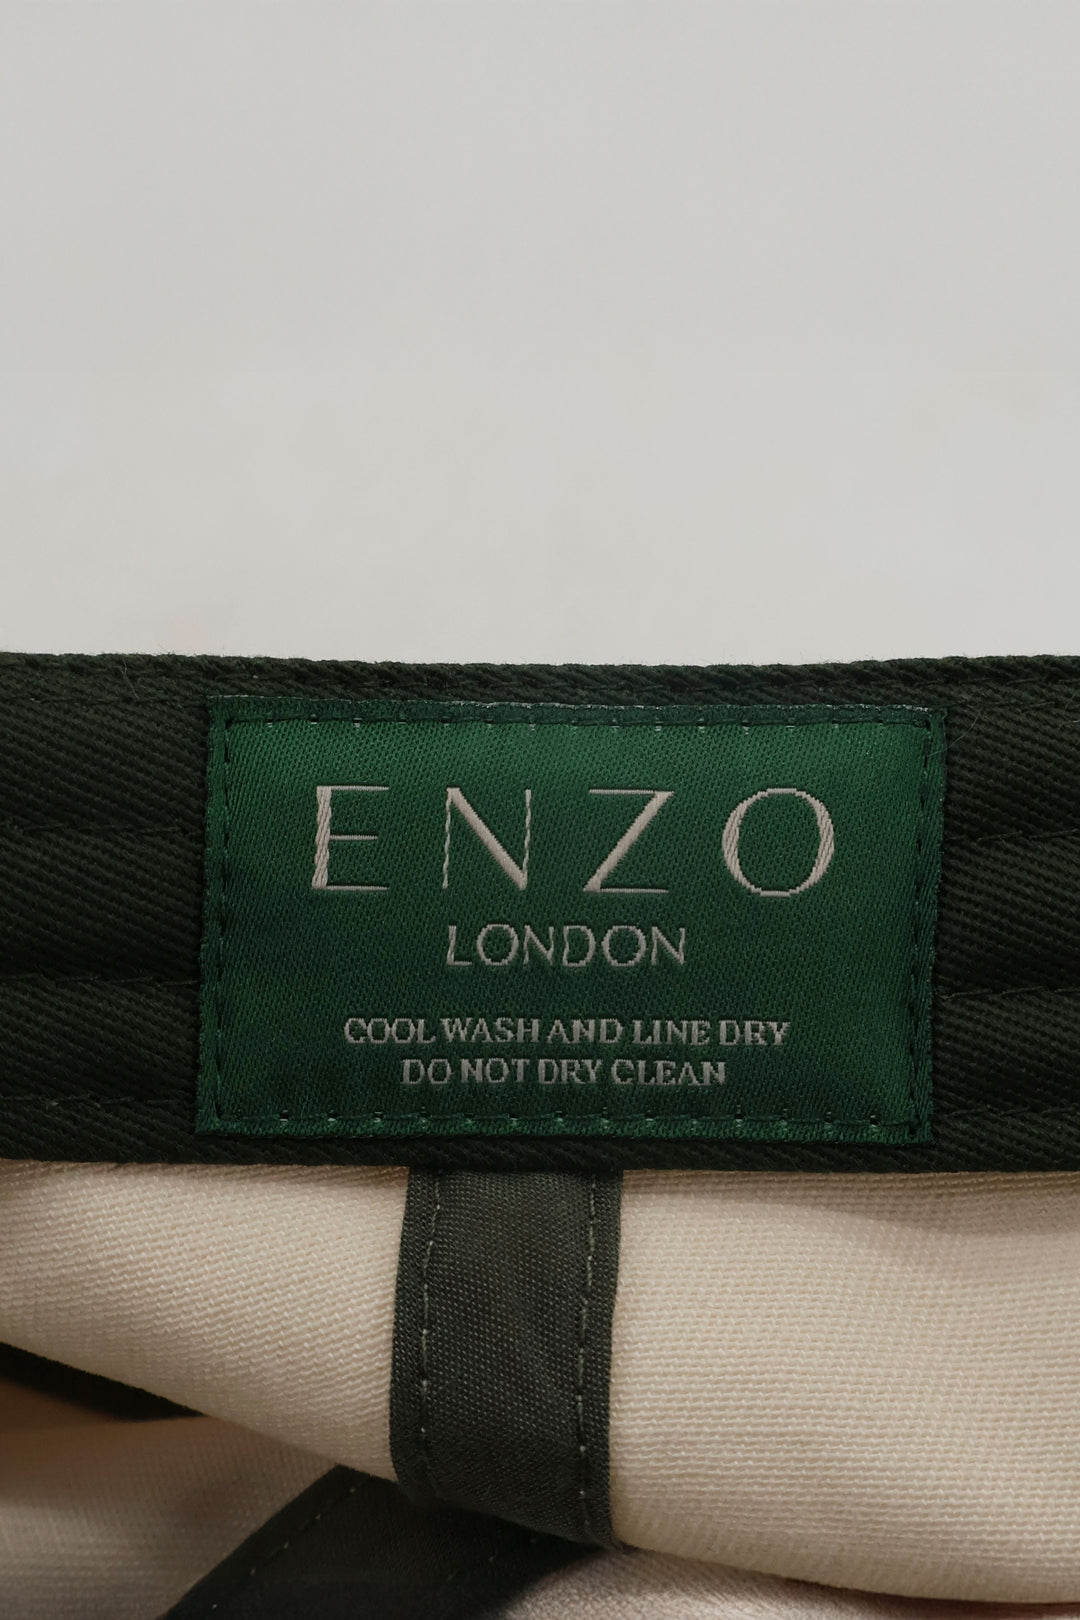 ENZO
LONDON
COOL WASH AND LINE DRY
DO NOT DRY CLEAN